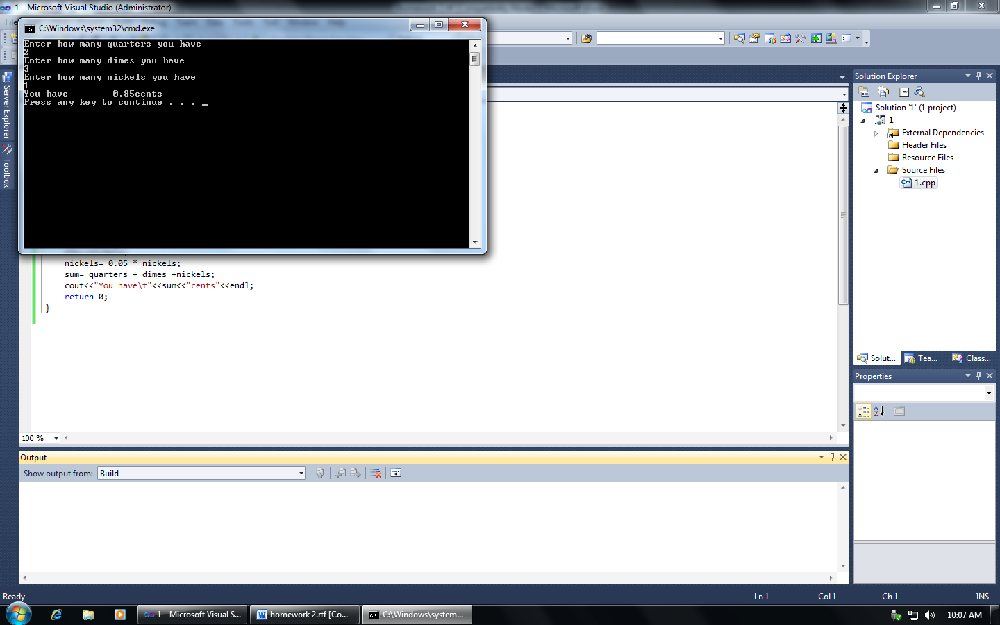 1 - Microsoft Visual Studio (Administrator)
C:\Windows\system32\cmd.exe
Enter how many quarters you have
2
Enter how many dimes you have
3
Enter how many nickels you have
1
You have        0.85cents
Press any key to continue . . . _
Server Explorer
Toolbox
nickels= 0.05 * nickels;
sum= quarters + dimes +nickels;
cout<<"You have\t"<<sum<<"cents"<<endl;
return 0;
}
100 %
Solution Explorer
Solution '1' (1 project)
1
External Dependencies
Header Files
Resource Files
Source Files
1.cpp
Solut... Tea... Class...
Properties
Output
Show output from: Build
Ready Ln 1 Col 1 Ch 1 INS
1 - Microsoft Visual S... homework 2.rtf [Co... C:\Windows\system... 10:07 AM